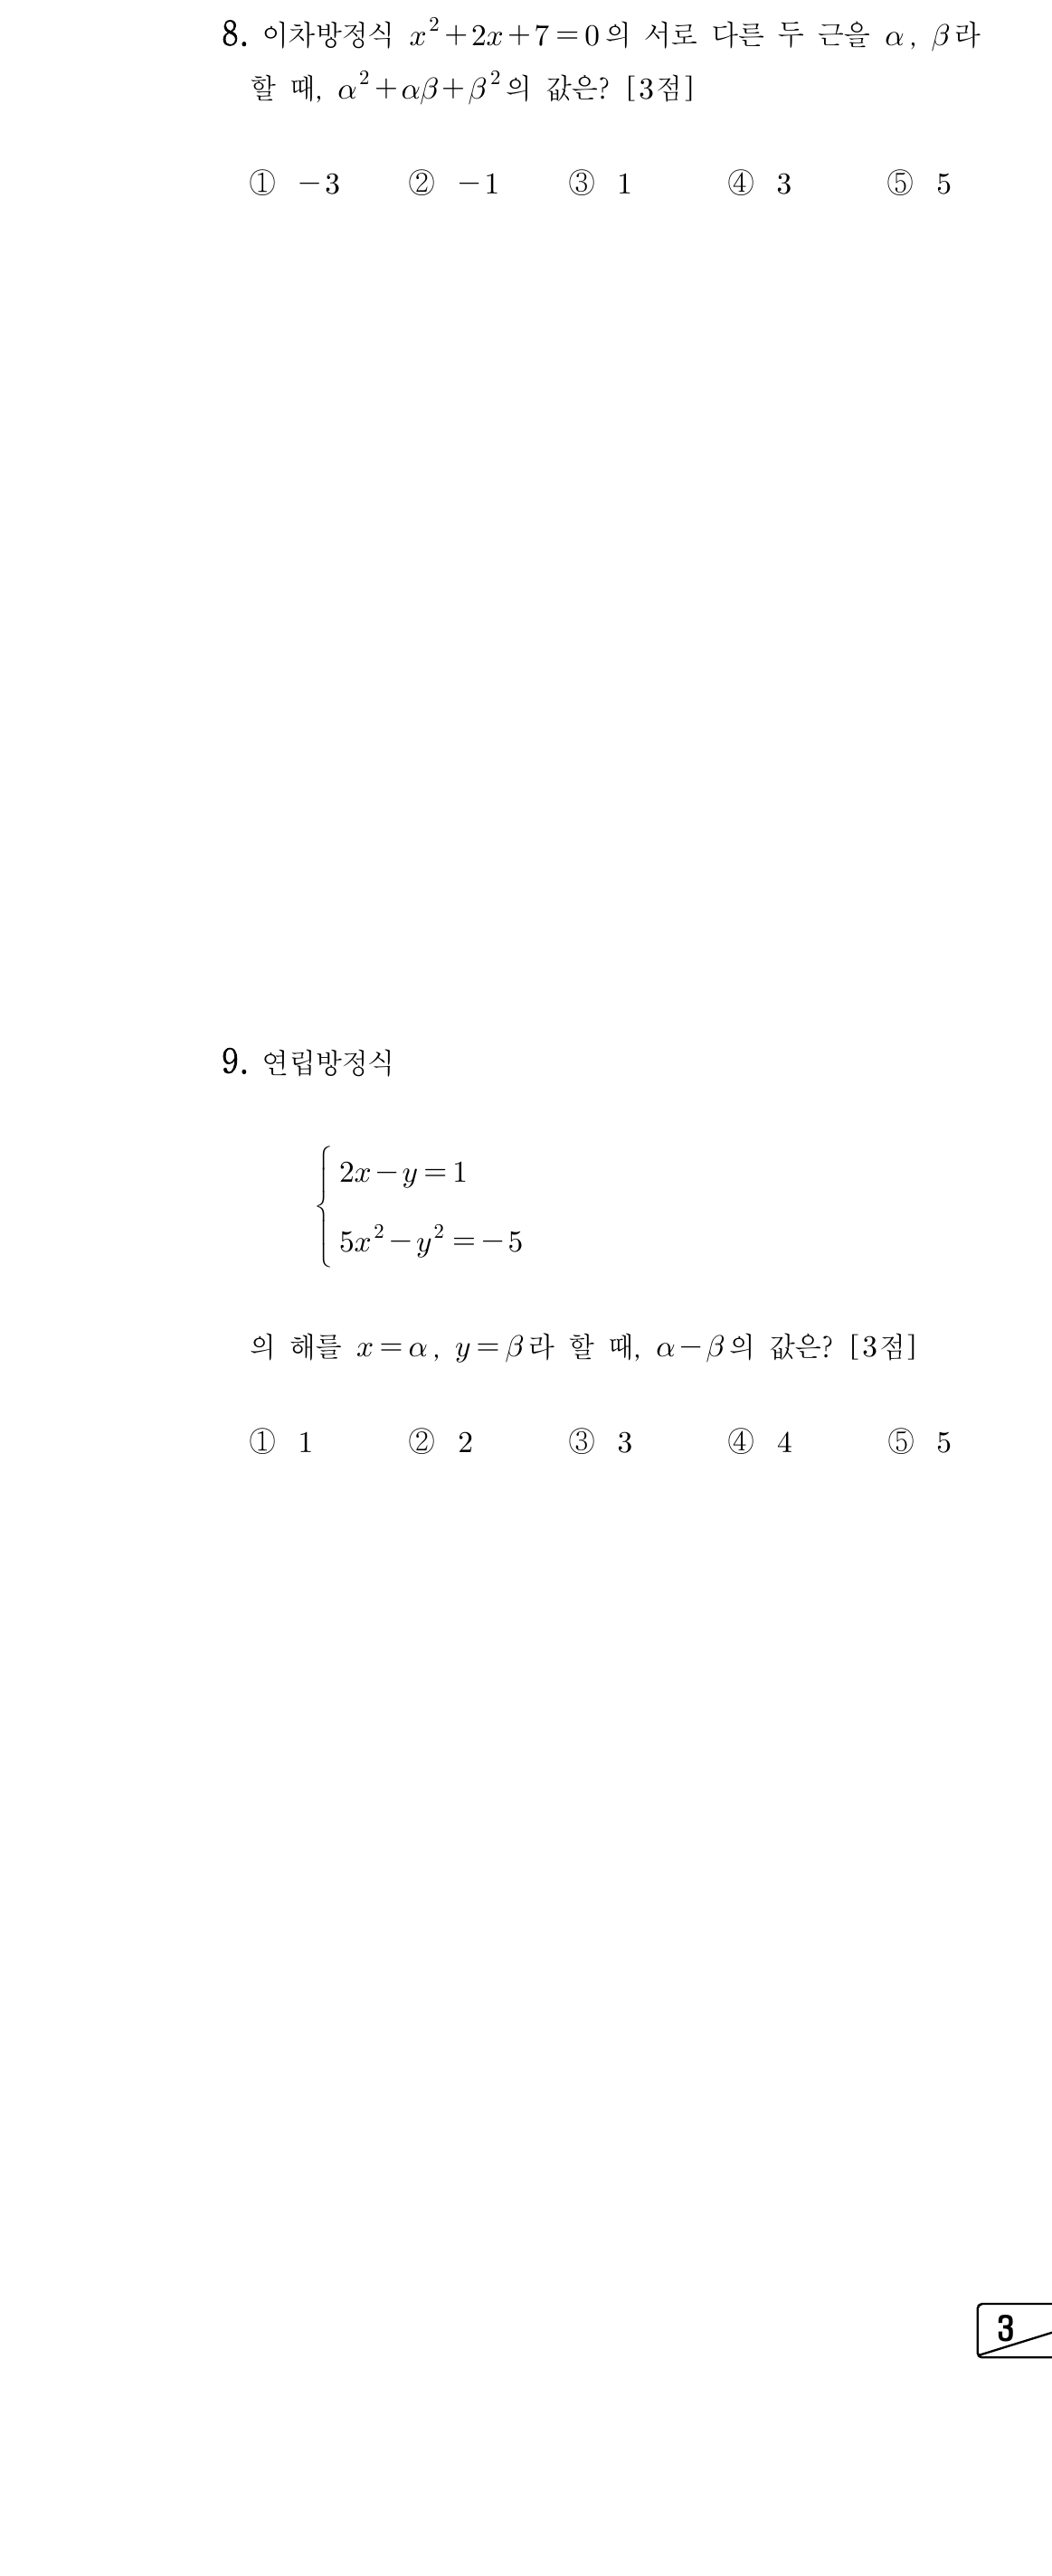 8. 이차방정식 x²+2x+7=0의 서로 다른 두 근을 α, β라
할 때, α²+αβ+β²의 값은? [3점]
① -3 ② -1 ③ 1 ④ 3 ⑤ 5
9. 연립방정식
2x-y=1
5x²-y²=-5
의 해를 x=α, y=β라 할 때, α-β의 값은? [3점]
① 1 ② 2 ③ 3 ④ 4 ⑤ 5
3